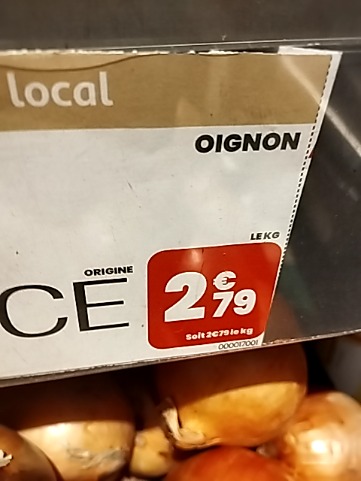 local
OIGNON
LE KG
ORIGINE
CE
2€79
Soit 2€79 le kg
000017001